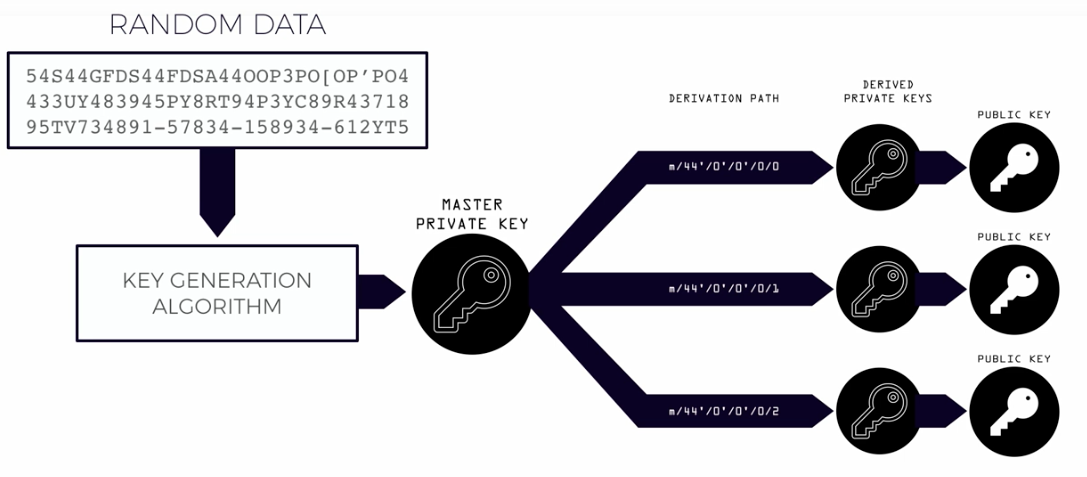 RANDOM DATA
54S44GFDS44FDSA44OOP3PO[OP'PO4
433UY483945PY8RT94P3YC89R43718
95TV734891-57834-158934-612YT5
KEY GENERATION
ALGORITHM
MASTER
PRIVATE KEY
DERIVATION PATH
m/44'/0'/0'/0/0
m/44'/0'/0'/0/1
m/44'/0'/0'/0/2
DERIVED
PRIVATE KEYS
PUBLIC KEY
PUBLIC KEY
PUBLIC KEY